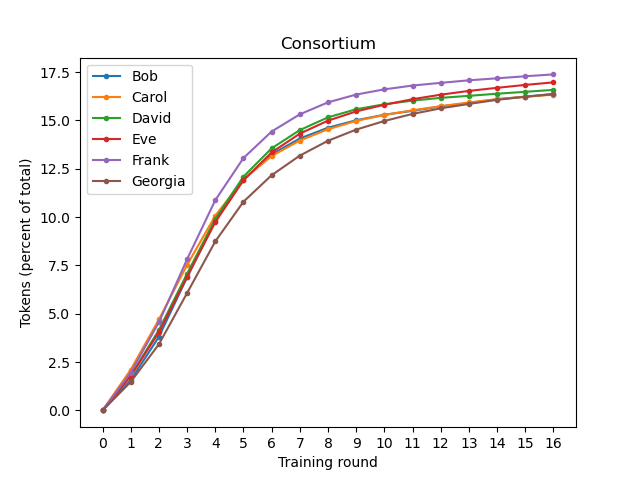 Consortium
Bob
Carol
David
Eve
Frank
Georgia
Tokens (percent of total)
17.5
15.0
12.5
10.0
7.5
5.0
2.5
0.0
0 1 2 3 4 5 6 7 8 9 10 11 12 13 14 15 16
Training round